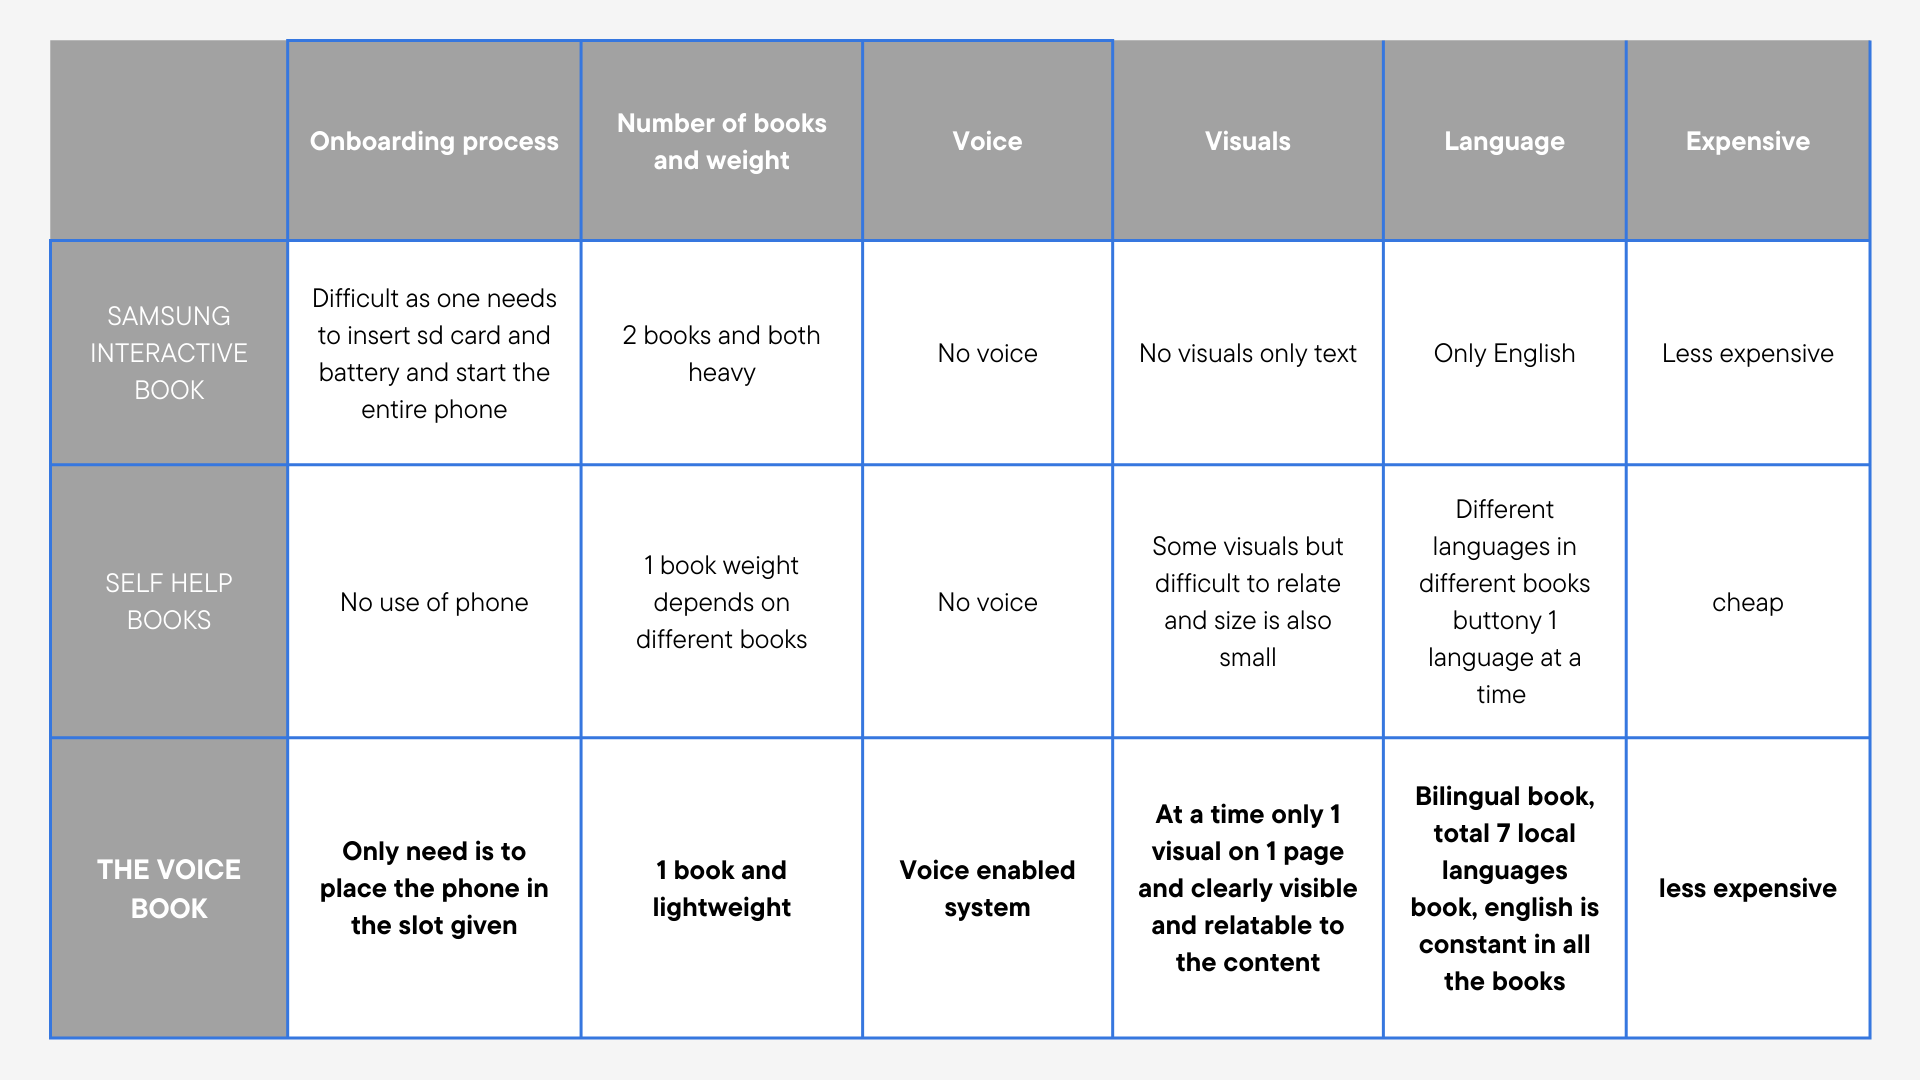 Onboarding process
Number of books
and weight
Voice
Visuals
Language
Expensive
SAMSUNG
INTERACTIVE
BOOK
Difficult as one needs
to insert sd card and
battery and start the
entire phone
2 books and both
heavy
No voice
No visuals only text
Only English
Less expensive
SELF HELP
BOOKS
No use of phone
1 book weight
depends on
different books
No voice
Some visuals but
difficult to relate
and size is also
small
Different
languages in
different books
buttony 1
language at a
time
cheap
THE VOICE
BOOK
Only need is to
place the phone in
the slot given
1 book and
lightweight
Voice enabled
system
At a time only 1
visual on 1 page
and clearly visible
and relatable to
the content
Bilingual book,
total 7 local
languages
book, english is
constant in all
the books
less expensive